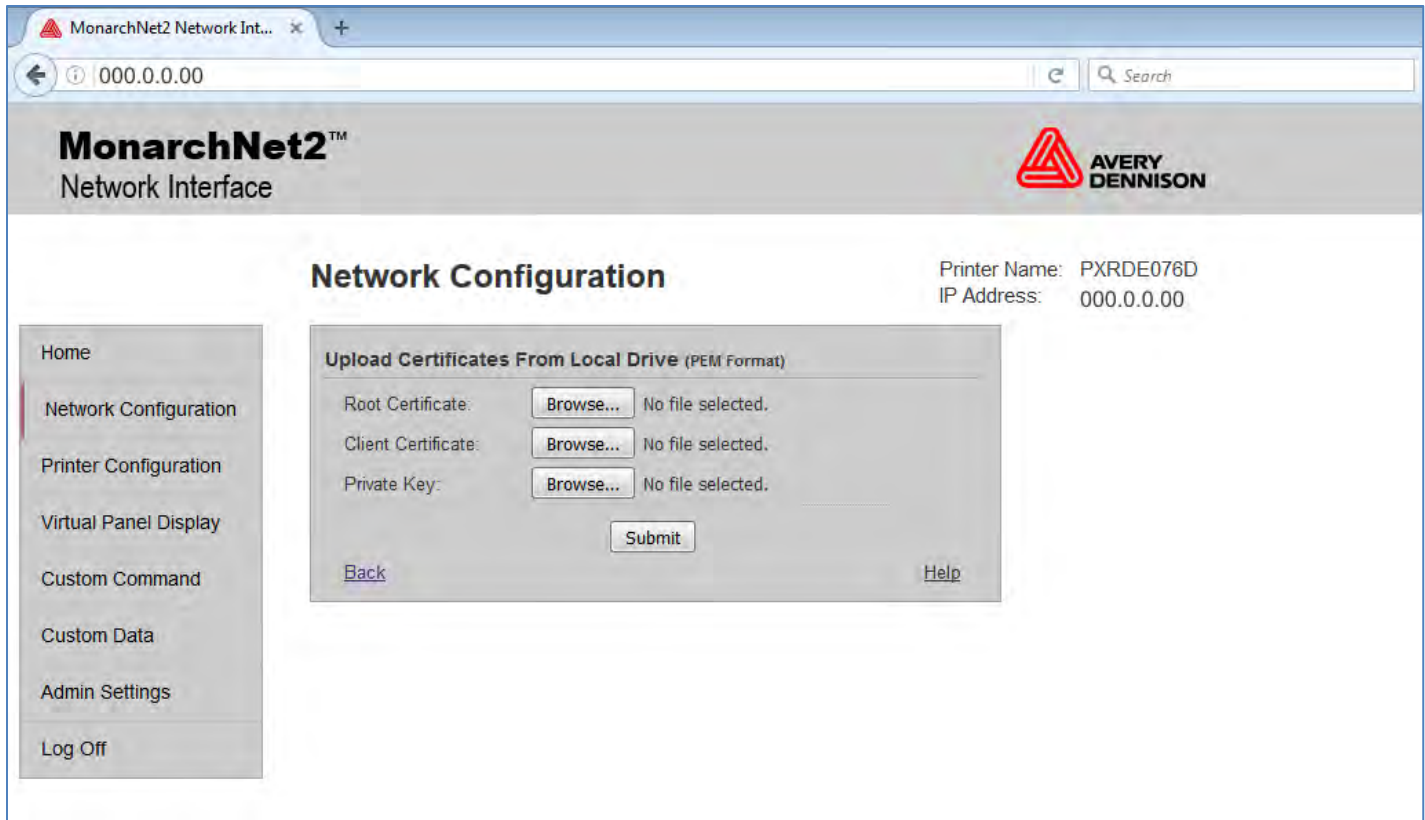 MonarchNet2 Network Int... × +
000.0.0.00 Search
MonarchNet2™
Network Interface
AVERY
DENNISON
Network Configuration
Printer Name: PXRDE076D
IP Address: 000.0.0.00
Home
Network Configuration
Printer Configuration
Virtual Panel Display
Custom Command
Custom Data
Admin Settings
Log Off
Upload Certificates From Local Drive (PEM Format)
Root Certificate: Browse... No file selected.
Client Certificate: Browse... No file selected.
Private Key: Browse... No file selected.
Submit
Back Help